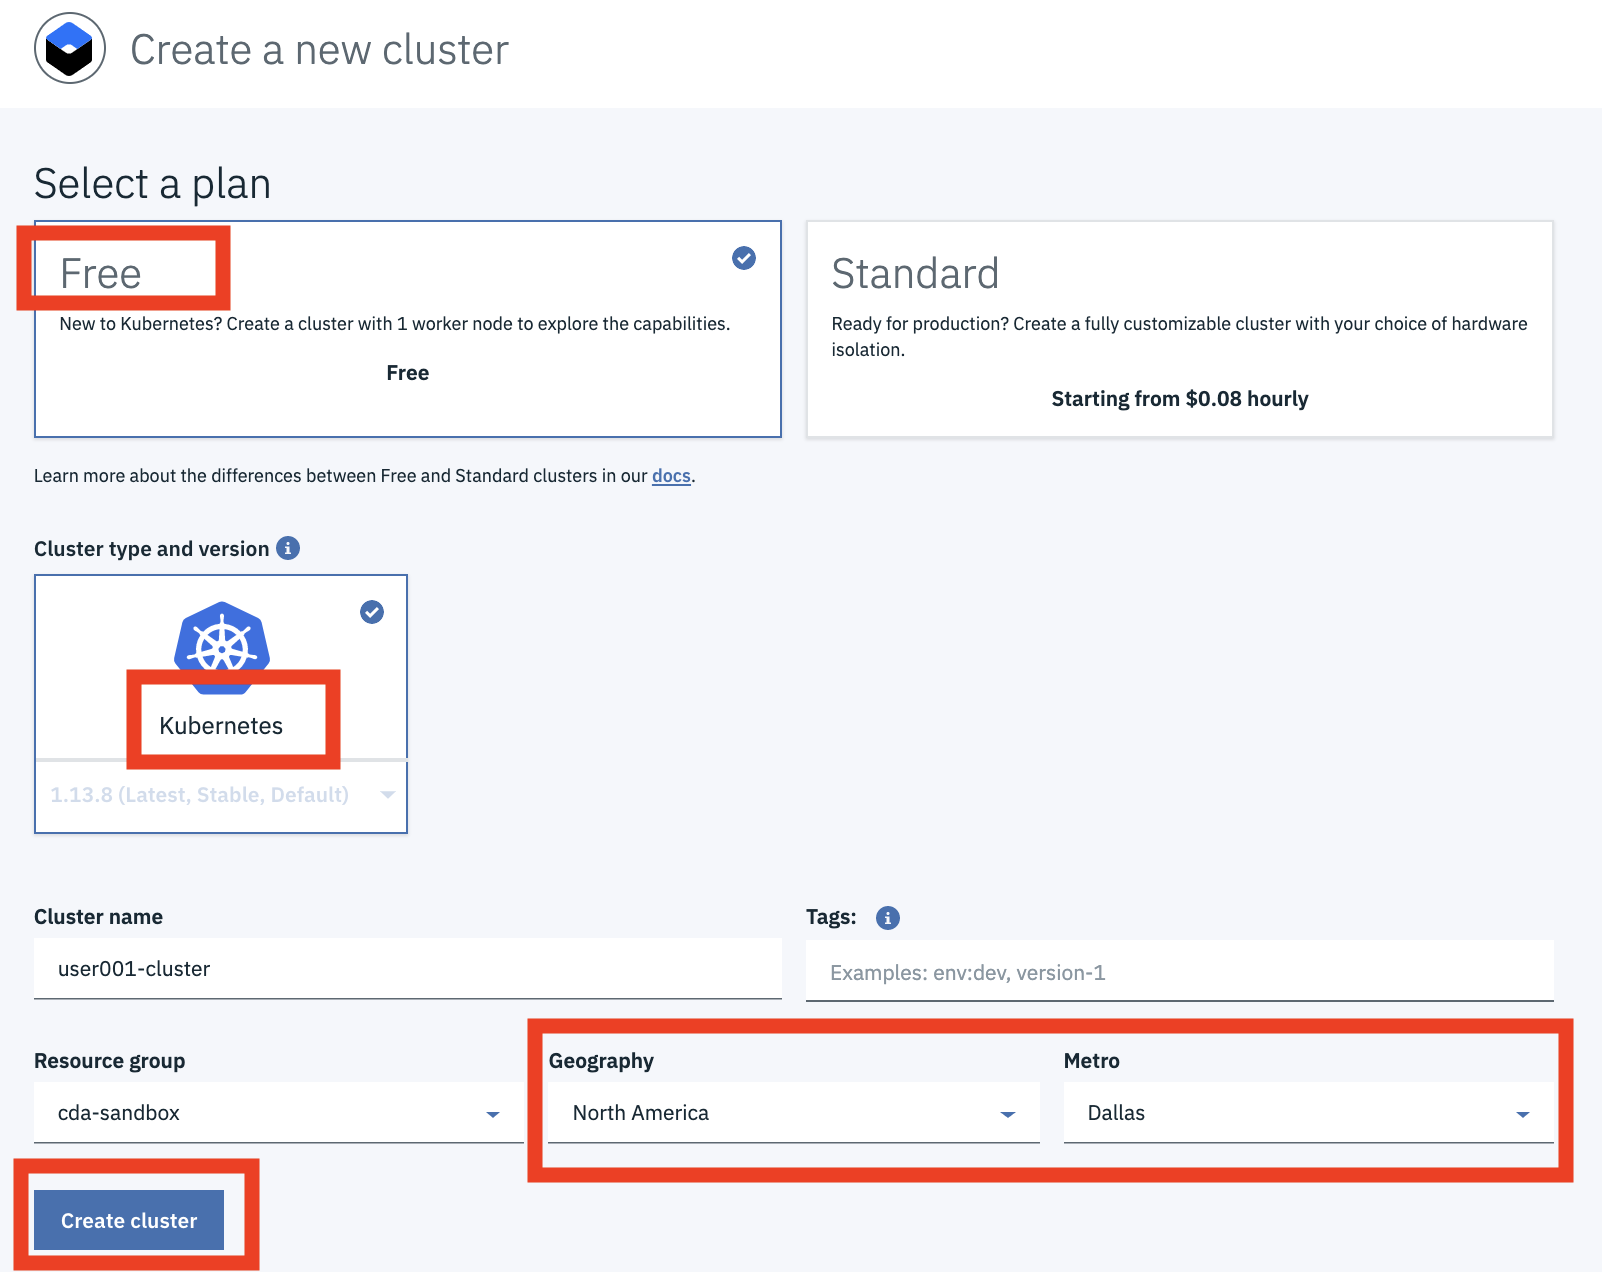 Create a new cluster
Select a plan
Free
New to Kubernetes? Create a cluster with 1 worker node to explore the capabilities.
Free
Standard
Ready for production? Create a fully customizable cluster with your choice of hardware
isolation.
Starting from $0.08 hourly
Learn more about the differences between Free and Standard clusters in our docs.
Cluster type and version
Kubernetes
1.13.8 (Latest, Stable, Default)
Cluster name
user001-cluster
Tags:
Examples: env:dev, version-1
Resource group
cda-sandbox
Geography
North America
Metro
Dallas
Create cluster